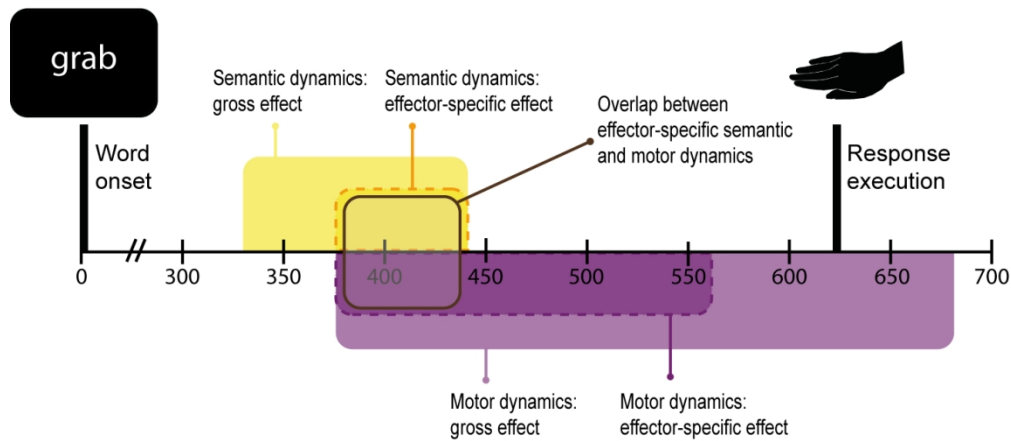 grab
Semantic dynamics:
gross effect
Semantic dynamics:
effector-specific effect
Overlap between
effector-specific semantic
and motor dynamics
Word
onset
Response
execution
0 300 350 400 450 500 550 600 650 700
Motor dynamics:
gross effect
Motor dynamics:
effector-specific effect